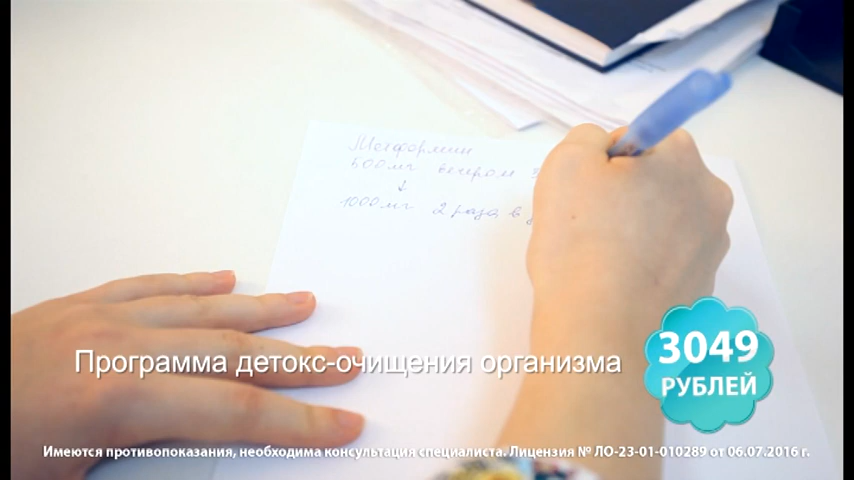 Метформин
500мг вечером
↓
1000мг 2 раза в
Программа детокс-очищения организма
3049
РУБЛЕЙ
Имеются противопоказания, необходима консультация специалиста. Лицензия № ЛО-23-01-010289 от 06.07.2016 г.